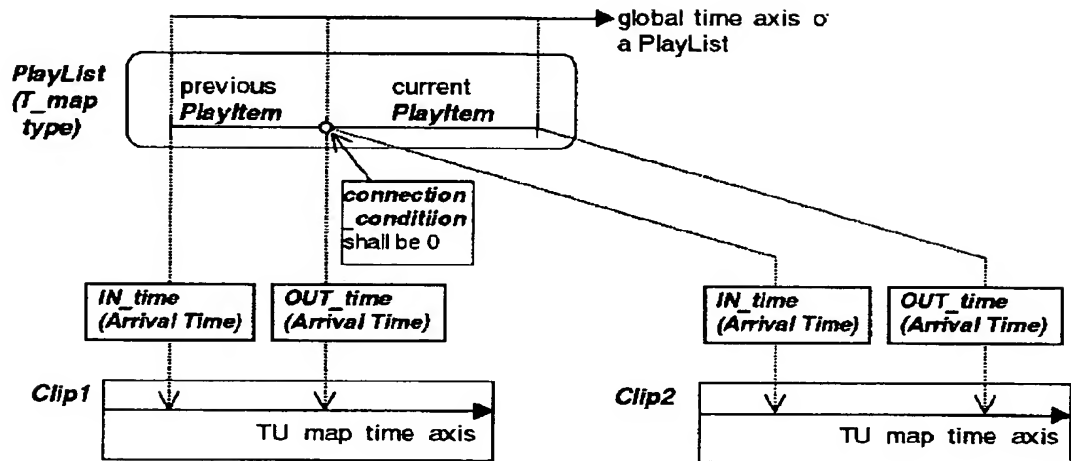 global time axis o
a PlayList
PlayList
(T_map
type)
previous
PlayItem
current
PlayItem
connection
_conditiion
shall be 0
IN_time
(Arrival Time)
OUT_time
(Arrival Time)
IN_time
(Arrival Time)
OUT_time
(Arrival Time)
Clip1
TU map time axis
Clip2
TU map time axis